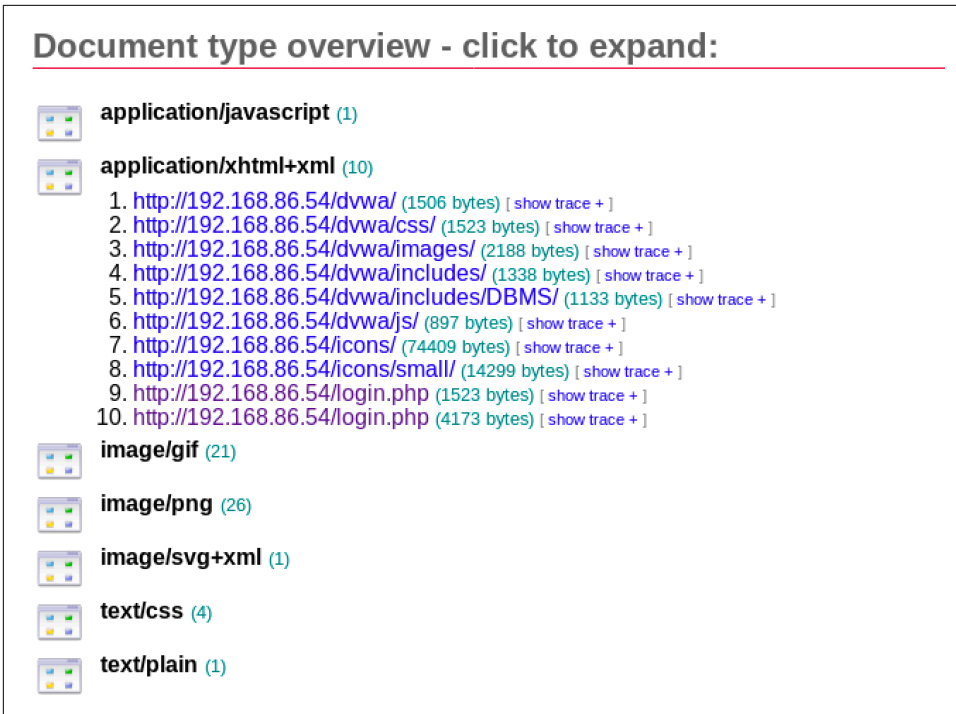 Document type overview - click to expand:
application/javascript (1)
application/xhtml+xml (10)
1. http://192.168.86.54/dvwa/ (1506 bytes) [ show trace + ]
2. http://192.168.86.54/dvwa/css/ (1523 bytes) [ show trace + ]
3. http://192.168.86.54/dvwa/images/ (2188 bytes) [ show trace + ]
4. http://192.168.86.54/dvwa/includes/ (1338 bytes) [ show trace + ]
5. http://192.168.86.54/dvwa/includes/DBMS/ (1133 bytes) [ show trace + ]
6. http://192.168.86.54/dvwa/js/ (897 bytes) [ show trace + ]
7. http://192.168.86.54/icons/ (74409 bytes) [ show trace + ]
8. http://192.168.86.54/icons/small/ (14299 bytes) [ show trace + ]
9. http://192.168.86.54/login.php (1523 bytes) [ show trace + ]
10. http://192.168.86.54/login.php (4173 bytes) [ show trace + ]
image/gif (21)
image/png (26)
image/svg+xml (1)
text/css (4)
text/plain (1)